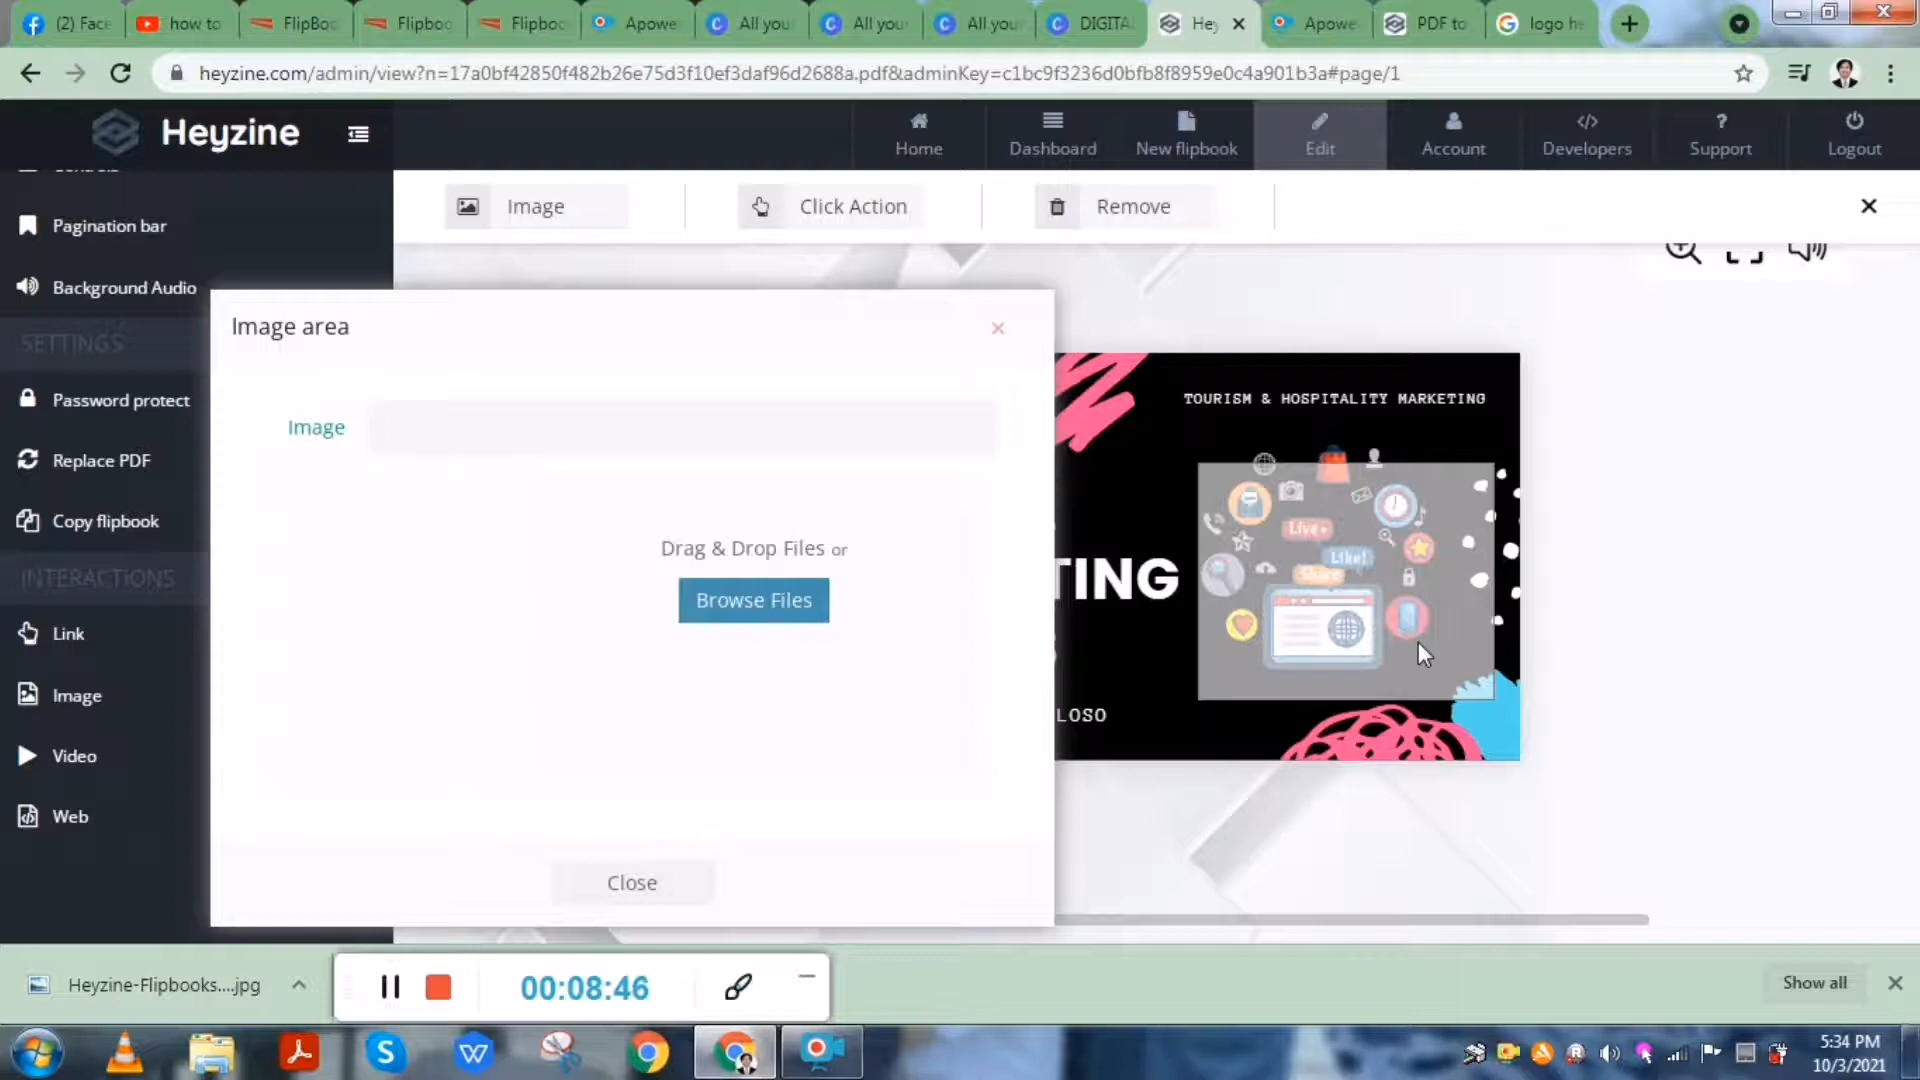 (2) Face
how to
FlipBoo
Flipboo
Flipboo
Apowe
All you
All you
All you
DIGITA
Hey
Apowe
PDF to
logo he
heyzine.com/admin/view?n=17a0bf42850f482b26e75d3f10ef3daf96d2688a.pdf&adminKey=c1bc9f3236d0bfb8f8959e0c4a901b3a#page/1
Heyzine
Home
Dashboard
New flipbook
Edit
Account
Developers
Support
Logout
Image
Click Action
Remove
Pagination bar
Background Audio
SETTINGS
Password protect
Replace PDF
Copy flipbook
INTERACTIONS
Link
Image
Video
Web
Image area
Image
Drag & Drop Files or
Browse Files
Close
TOURISM & HOSPITALITY MARKETING
Live
Like!
Share
TING
LOSO
Heyzine-Flipbooks....jpg
00:08:46
Show all
5:34 PM
10/3/2021